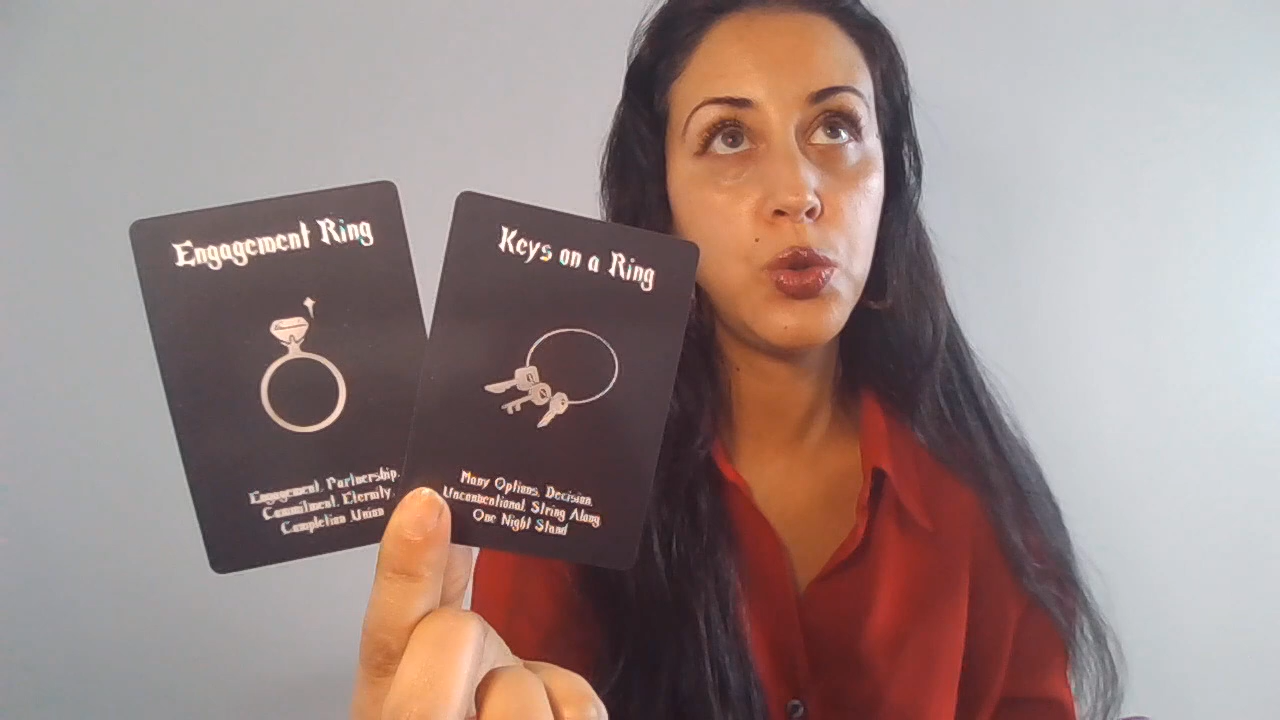 Engagement Ring
Engagement, Partnership,
Commitment, Eternity,
Completion Union
Keys on a Ring
Many Options, Decision,
Unconventional, String Along
One Night Stand